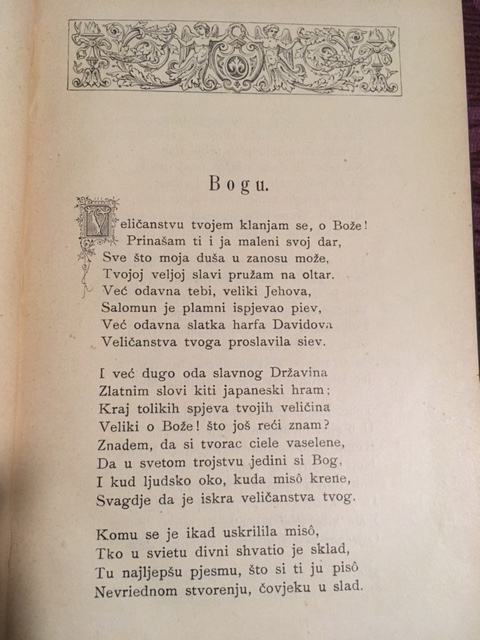 Bogu.
Veličanstvu tvojem klanjam se, o Bože!
Prinašam ti i ja maleni svoj dar,
Sve što moja duša u zanosu može,
Tvojoj veljoj slavi pružam na oltar.
Već odavna tebi, veliki Jehova,
Salomun je plamni ispjevao piev,
Već odavna slatka harfa Davidova
Veličanstva tvoga proslavila siev.
I već dugo oda slavnog Državina
Zlatnim slovi kiti japaneski hram;
Kraj tolikih spjeva tvojih veličina
Veliki o Bože! što još reći znam?
Znadem, da si tvorac ciele vaselene,
Da u svetom trojstvu jedini si Bog,
I kud ljudsko oko, kuda misô krene,
Svagdje da je iskra veličanstva tvog.
Komu se je ikad uskrilila misô,
Tko u svietu divni shvatio je sklad,
Tu najljepšu pjesmu, što si ti ju pisô
Nevriednom stvorenju, čovjeku u slad.